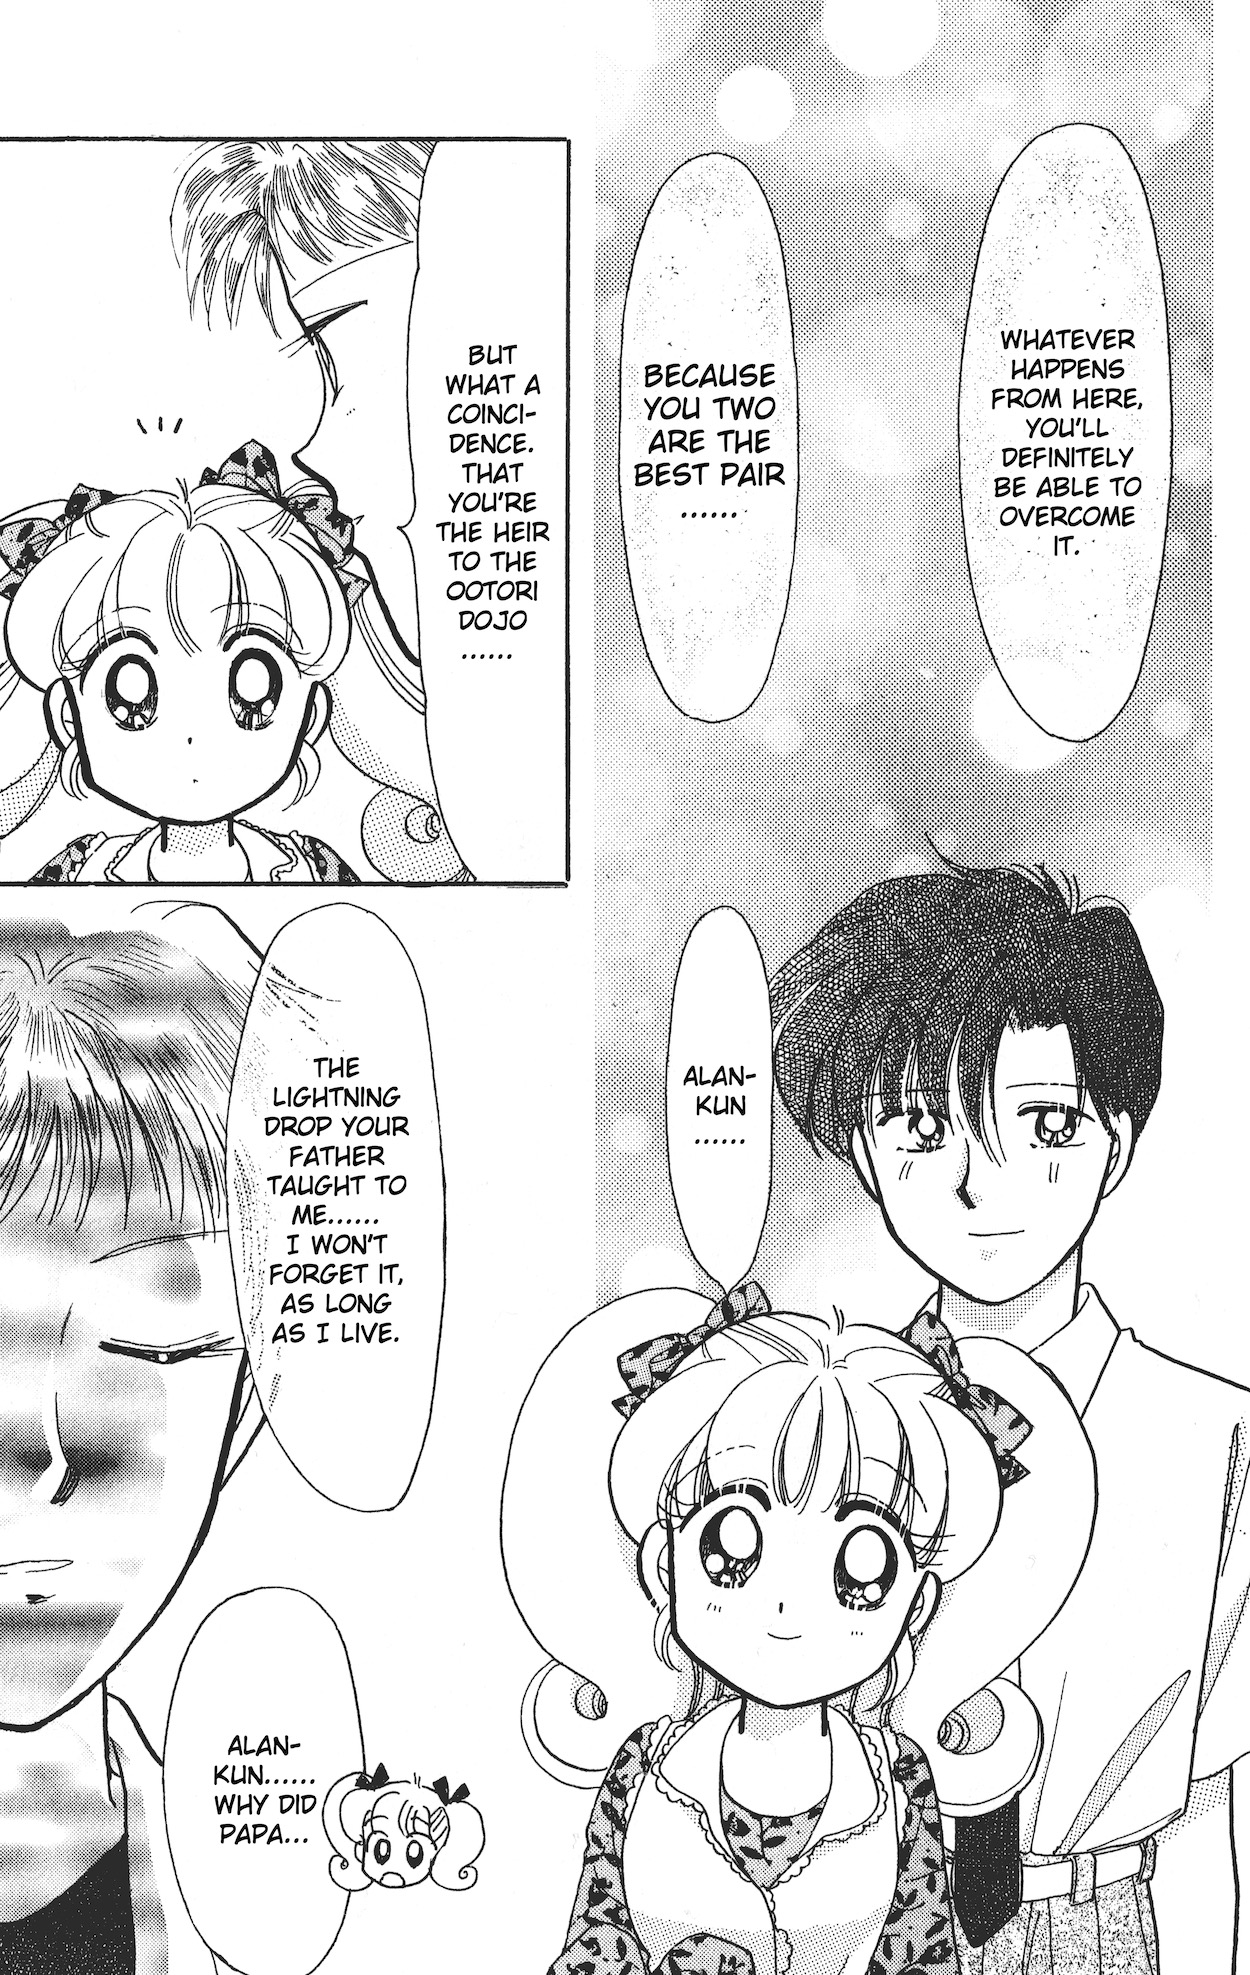 WHATEVER
HAPPENS
FROM HERE,
YOU'LL
DEFINITELY
BE ABLE TO
OVERCOME
IT.
BECAUSE
YOU TWO
ARE THE
BEST PAIR
......
ALAN-
KUN
......
BUT
WHAT A
COINCI-
DENCE.
THAT
YOU'RE
THE HEIR
TO THE
OOTORI
DOJO
......
THE
LIGHTNING
DROP YOUR
FATHER
TAUGHT TO
ME......
I WON'T
FORGET IT,
AS LONG
AS I LIVE.
ALAN-
KUN......
WHY DID
PAPA...